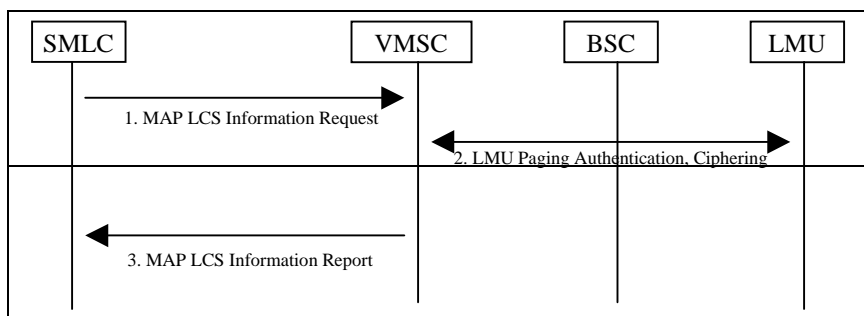 SMLC VMSC BSC LMU
1. MAP LCS Information Request
2. LMU Paging Authentication, Ciphering
3. MAP LCS Information Report